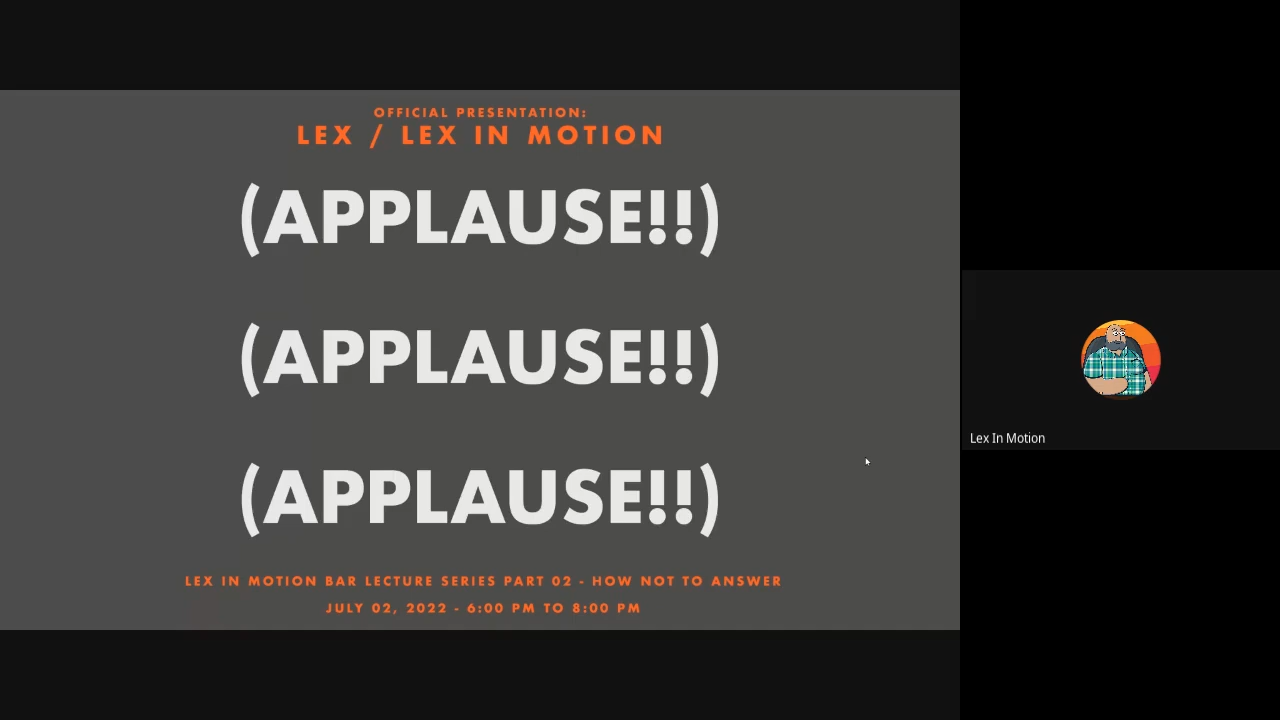 OFFICIAL PRESENTATION:
LEX / LEX IN MOTION
(APPLAUSE!!)
(APPLAUSE!!)
(APPLAUSE!!)
LEX IN MOTION BAR LECTURE SERIES PART 02 - HOW NOT TO ANSWER
JULY 02, 2022 - 6:00 PM TO 8:00 PM
Lex In Motion